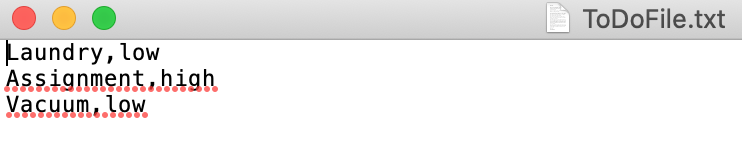 ToDoFile.txt
Laundry,low
Assignment,high
Vacuum,low